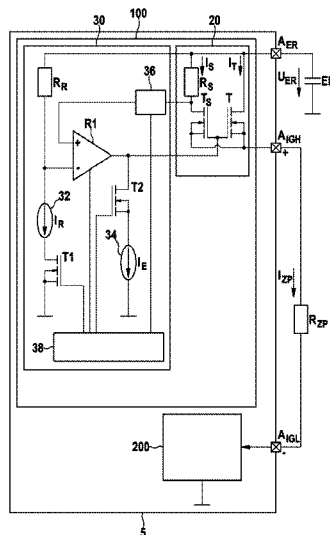 100
30
20
36
A_ER
R_R
I_S
I_T
R_S
U_ER
ER
T_S
T
R1
+
-
A_IGH
+
32
T2
I_R
34
I_E
T1
I_ZP
R_ZP
38
200
A_IGL
-
5